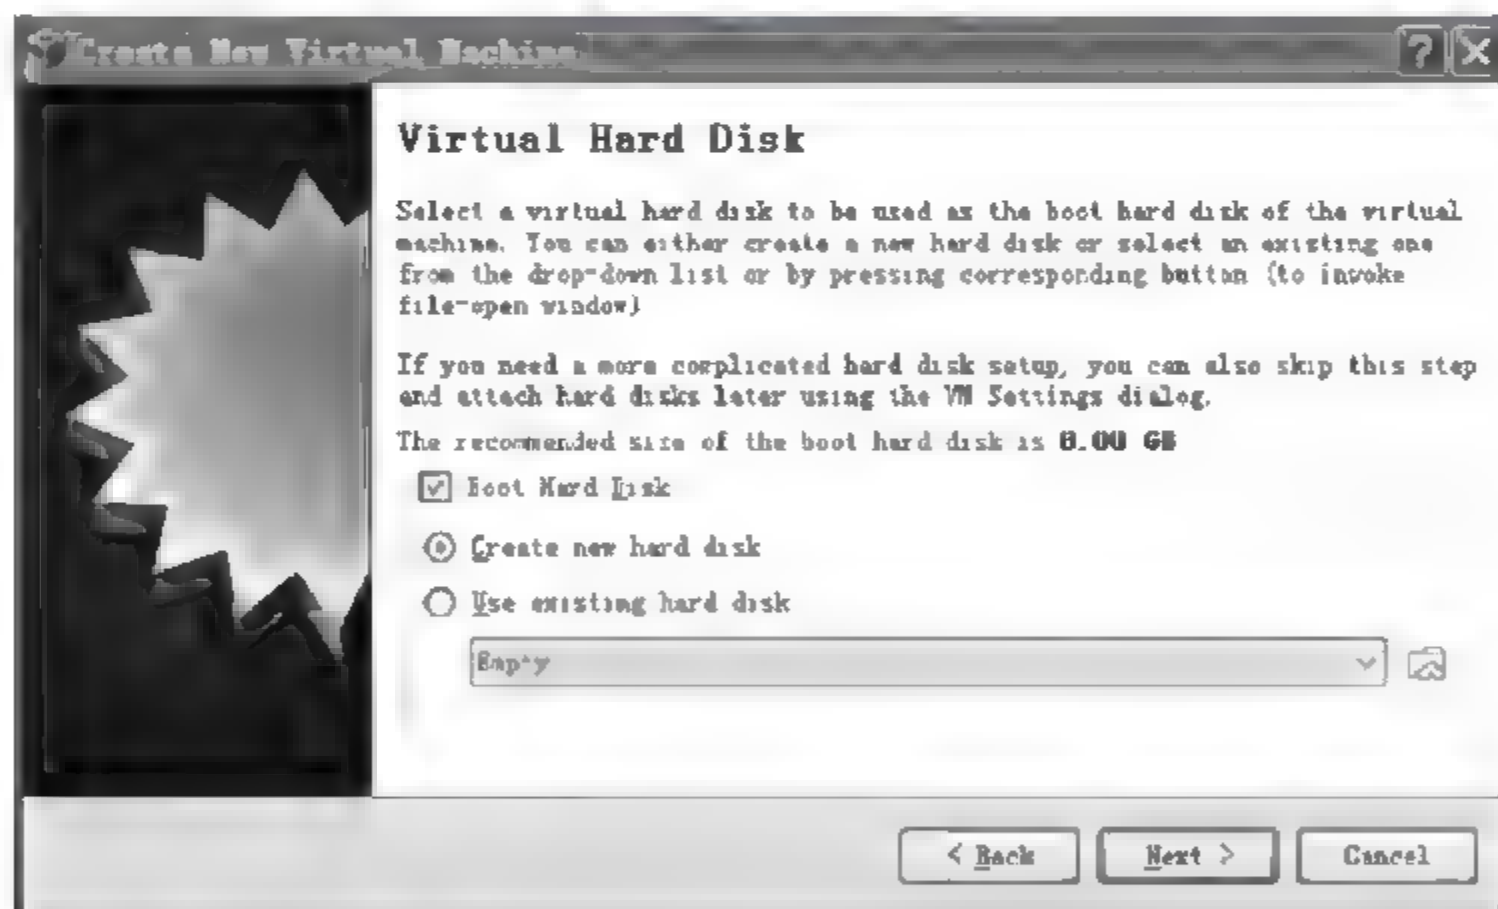 Create New Virtual Machine
Virtual Hard Disk
Select a virtual hard disk to be used as the boot hard disk of the virtual
machine. You can either create a new hard disk or select an existing one
from the drop-down list or by pressing corresponding button (to invoke
file-open window)
If you need a more complicated hard disk setup, you can also skip this step
and attach hard disks later using the VM Settings dialog.
The recommended size of the boot hard disk is GB
Boot Hard Disk
Create new hard disk
Use existing hard disk
Empty
< Back
Next >
Cancel